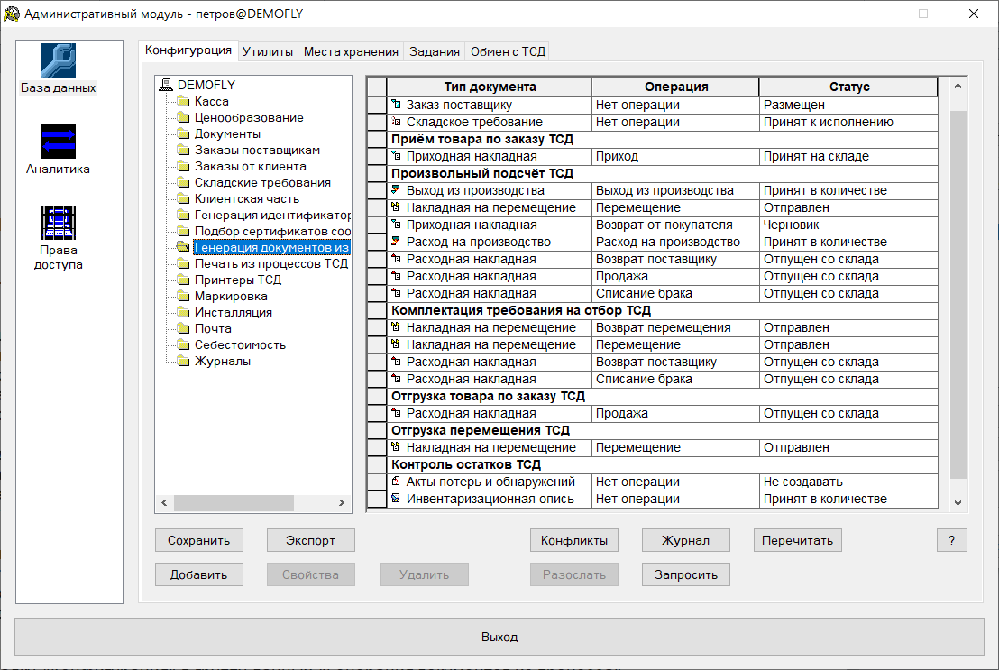 Административный модуль - петров@DEMOFLY
База данных
Аналитика
Права
доступа
Конфигурация Утилиты Места хранения Задания Обмен с ТСД
DEMOFLY
Касса
Ценообразование
Документы
Заказы поставщикам
Заказы от клиента
Складские требования
Клиентская часть
Генерация идентификатор
Подбор сертификатов соо
Генерация документов из
Печать из процессов ТСД
Принтеры ТСД
Маркировка
Инсталляция
Почта
Себестоимость
Журналы
Тип документа Операция Статус
Заказ поставщику Нет операции Размещен
Складское требование Нет операции Принят к исполнению
Приём товара по заказу ТСД
Приходная накладная Приход Принят на складе
Произвольный подсчёт ТСД
Выход из производства Выход из производства Принят в количестве
Накладная на перемещение Перемещение Отправлен
Приходная накладная Возврат от покупателя Черновик
Расход на производство Расход на производство Принят в количестве
Расходная накладная Возврат поставщику Отпущен со склада
Расходная накладная Продажа Отпущен со склада
Расходная накладная Списание брака Отпущен со склада
Комплектация требования на отбор ТСД
Накладная на перемещение Возврат перемещения Отправлен
Накладная на перемещение Перемещение Отправлен
Расходная накладная Возврат поставщику Отпущен со склада
Расходная накладная Списание брака Отпущен со склада
Отгрузка товара по заказу ТСД
Расходная накладная Продажа Отпущен со склада
Отгрузка перемещения ТСД
Накладная на перемещение Перемещение Отправлен
Контроль остатков ТСД
Акты потерь и обнаружений Нет операции Не создавать
Инвентаризационная опись Нет операции Принят в количестве
Сохранить Экспорт Конфликты Журнал Перечитать ?
Добавить Свойства Удалить Разослать Запросить
Выход